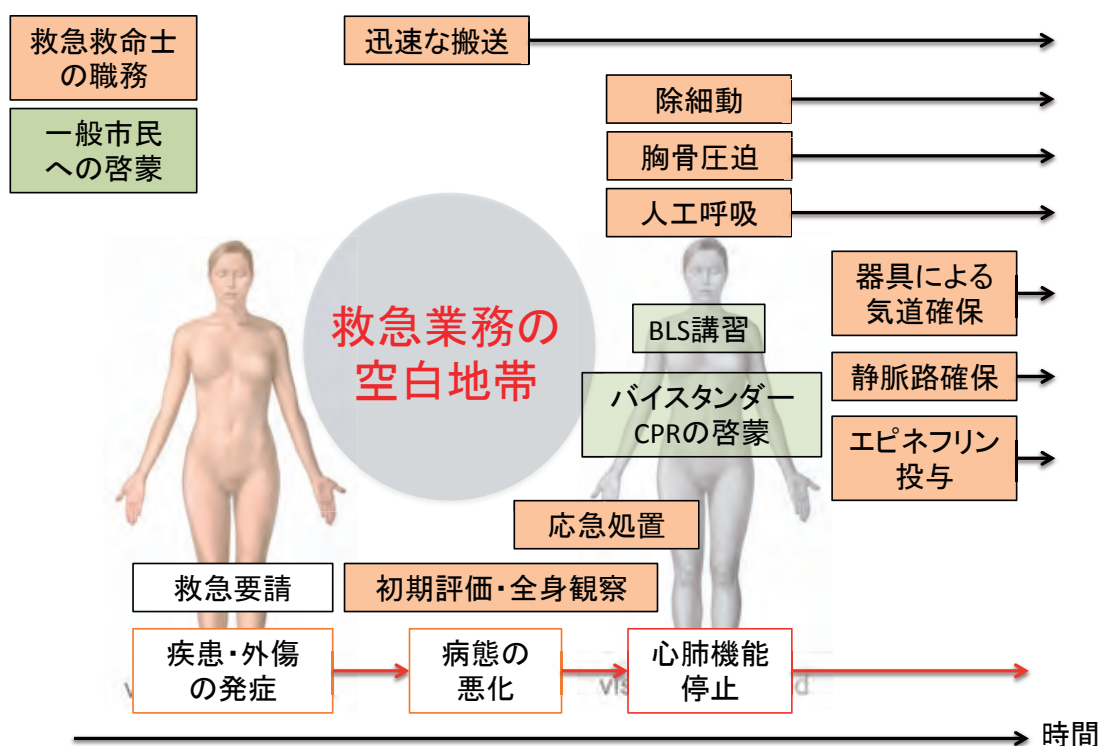 救急救命士
の職務
一般市民
への啓蒙
迅速な搬送
除細動
胸骨圧迫
人工呼吸
器具による
気道確保
静脈路確保
エピネフリン
投与
救急業務の
空白地帯
BLS講習
バイスタンダー
CPRの啓蒙
応急処置
救急要請
初期評価・全身観察
疾患・外傷
の発症
病態の
悪化
心肺機能
停止
時間